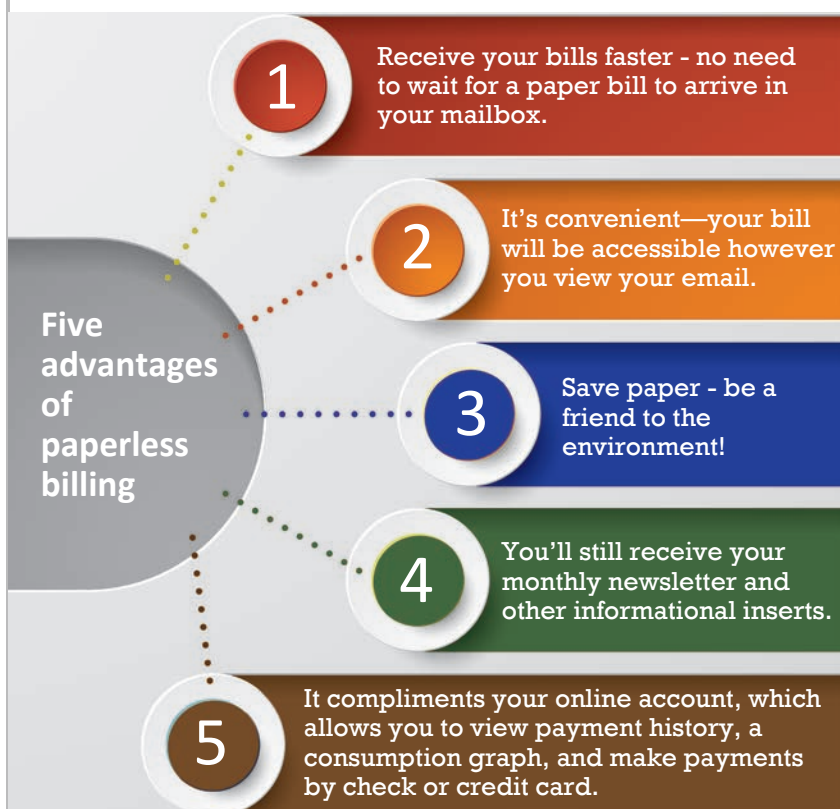 1
Receive your bills faster - no need
to wait for a paper bill to arrive in
your mailbox.
2
It's convenient—your bill
will be accessible however
you view your email.
Five
advantages
of
paperless
billing
3
Save paper - be a
friend to the
environment!
4
You’ll still receive your
monthly newsletter and
other informational inserts.
5
It compliments your online account, which
allows you to view payment history, a
consumption graph, and make payments
by check or credit card.